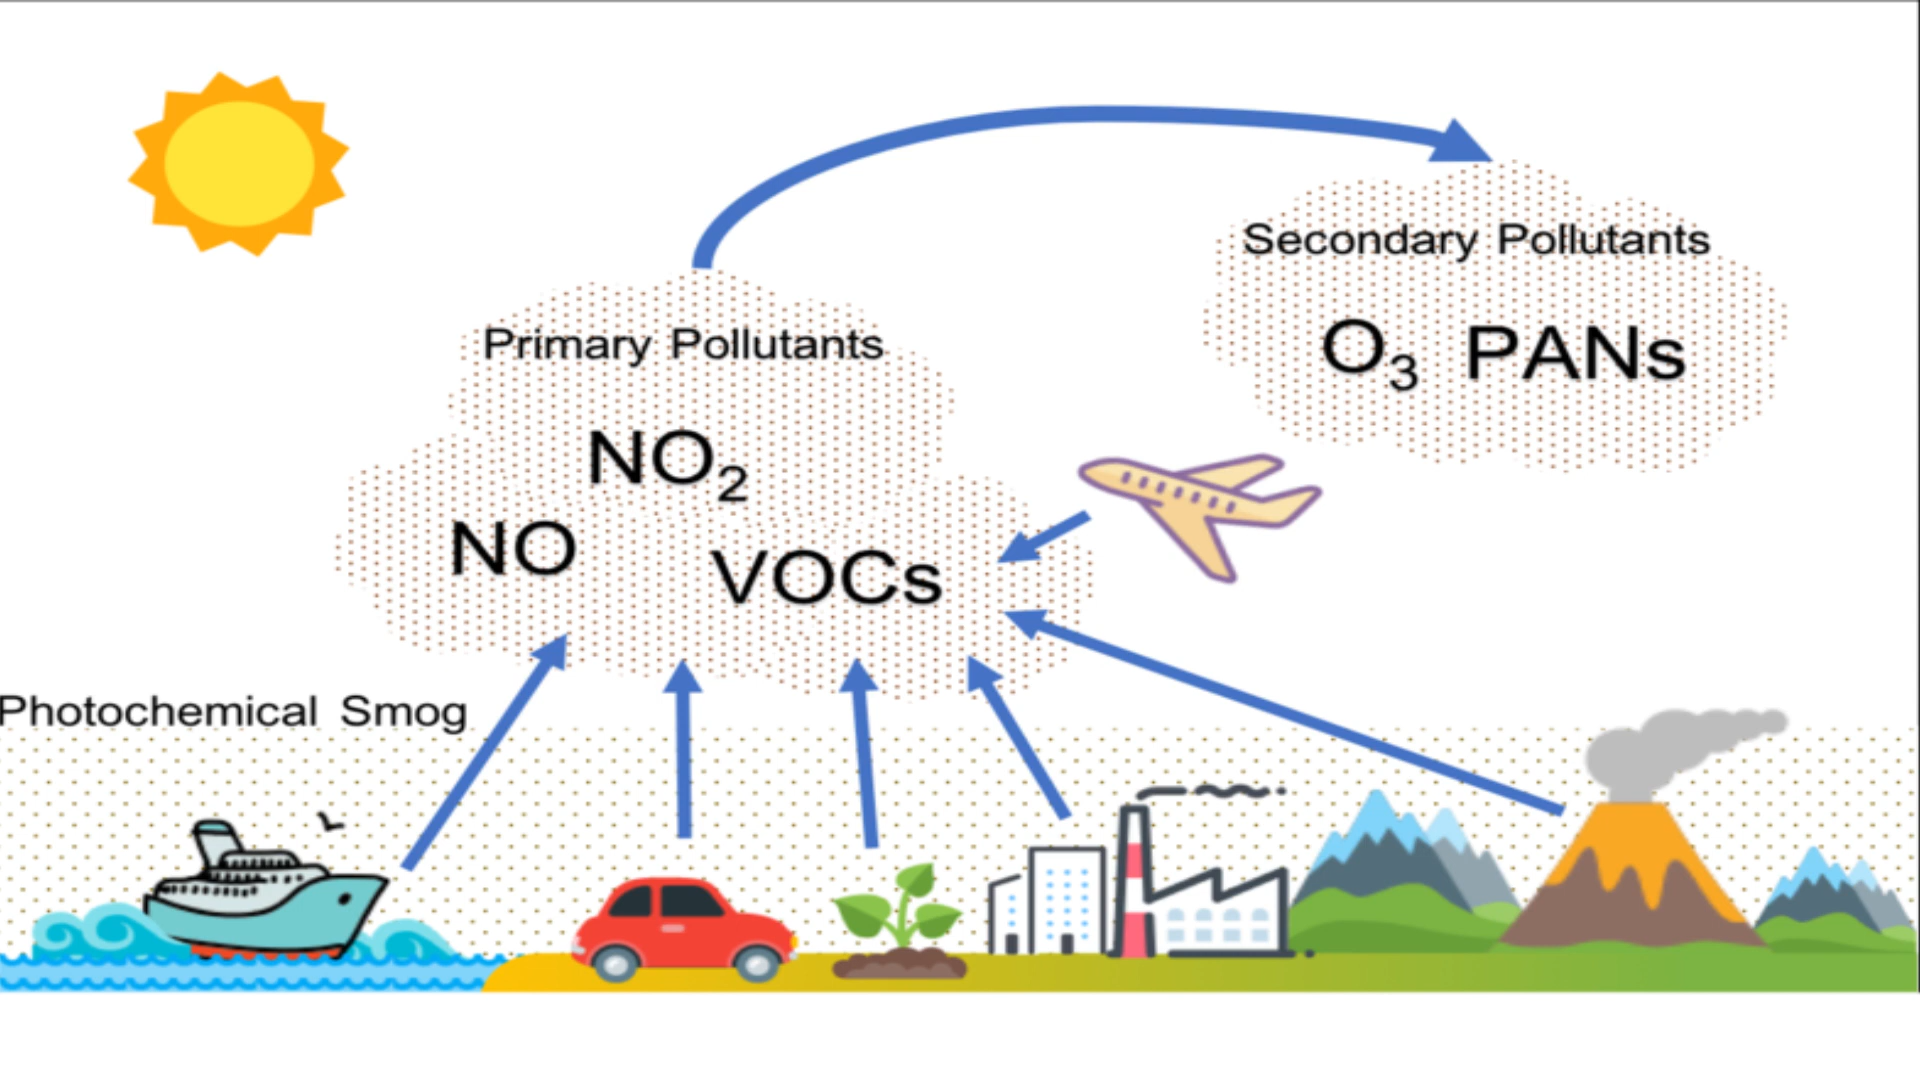 Secondary Pollutants
O₃ PANs
Primary Pollutants
NO₂
NO
VOCs
Photochemical Smog